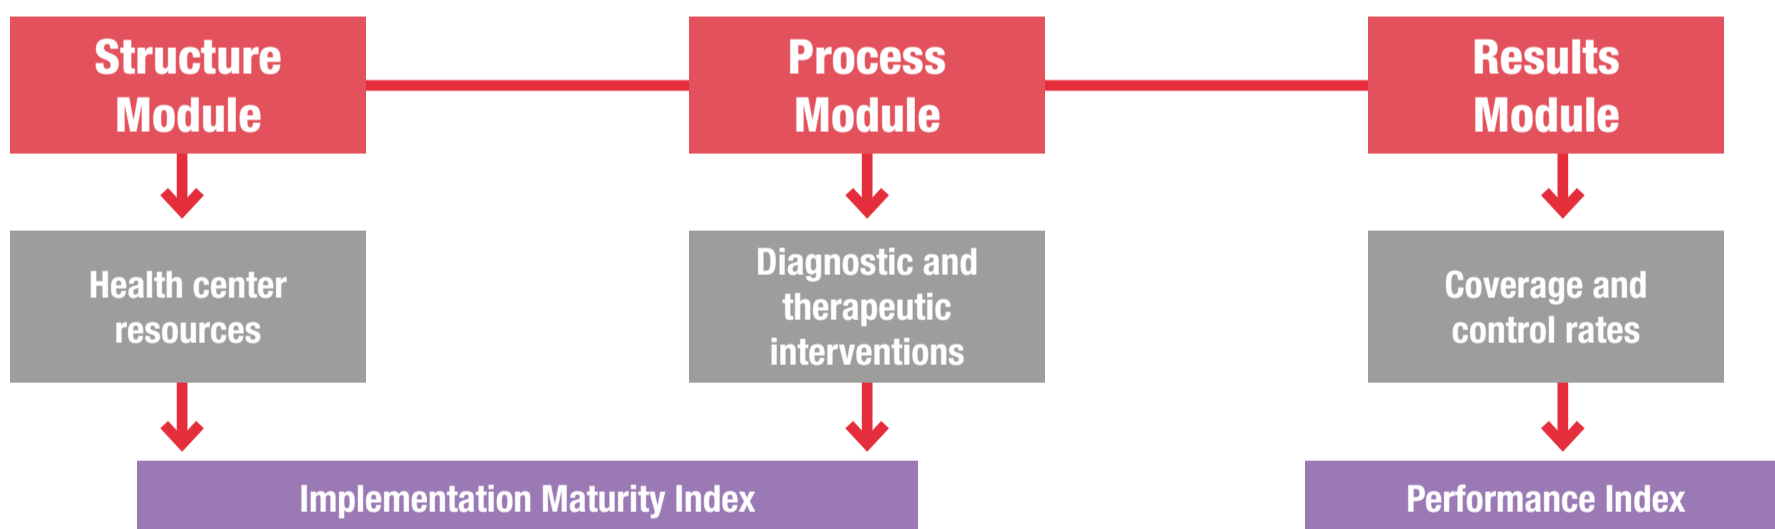 Structure
Module
Process
Module
Results
Module
Health center
resources
Diagnostic and
therapeutic
interventions
Coverage and
control rates
Implementation Maturity Index
Performance Index